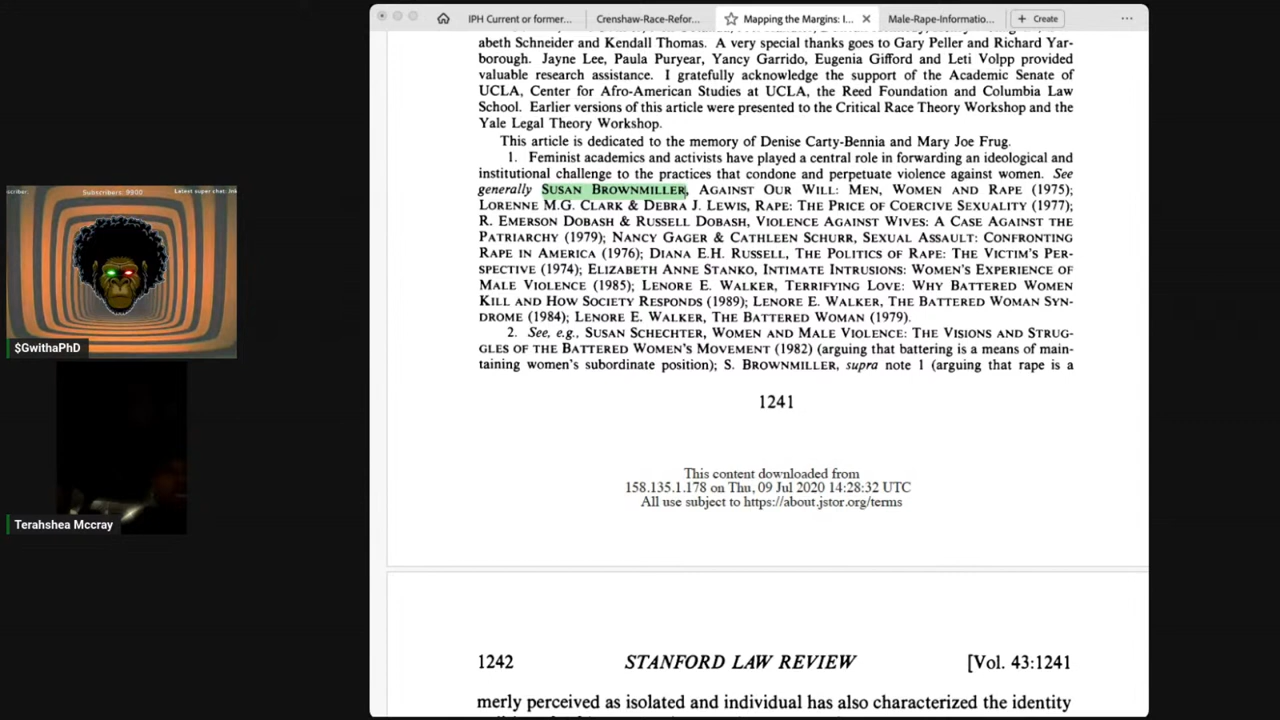 IPH Current or former...
Crenshaw-Race-Refor...
Mapping the Margins: I...
Male-Rape-Informatio...
+ Create
abeth Schneider and Kendall Thomas. A very special thanks goes to Gary Peller and Richard Yar-
borough. Jayne Lee, Paula Puryear, Yancy Garrido, Eugenia Gifford and Leti Volpp provided
valuable research assistance. I gratefully acknowledge the support of the Academic Senate of
UCLA, Center for Afro-American Studies at UCLA, the Reed Foundation and Columbia Law
School. Earlier versions of this article were presented to the Critical Race Theory Workshop and the
Yale Legal Theory Workshop.
This article is dedicated to the memory of Denise Carty-Bennia and Mary Joe Frug.
1. Feminist academics and activists have played a central role in forwarding an ideological and
institutional challenge to the practices that condone and perpetuate violence against women. See
generally SUSAN BROWNMILLER, AGAINST OUR WILL: MEN, WOMEN AND RAPE (1975);
LORENNE M.G. CLARK & DEBRA J. LEWIS, RAPE: THE PRICE OF COERCIVE SEXUALITY (1977);
R. EMERSON DOBASH & RUSSELL DOBASH, VIOLENCE AGAINST WIVES: A CASE AGAINST THE
PATRIARCHY (1979); NANCY GAGER & CATHLEEN SCHURR, SEXUAL ASSAULT: CONFRONTING
RAPE IN AMERICA (1976); DIANA E.H. RUSSELL, THE POLITICS OF RAPE: THE VICTIM'S PER-
SPECTIVE (1974); ELIZABETH ANNE STANKO, INTIMATE INTRUSIONS: WOMEN'S EXPERIENCE OF
MALE VIOLENCE (1985); LENORE E. WALKER, TERRIFYING LOVE: WHY BATTERED WOMEN
KILL AND HOW SOCIETY RESPONDS (1989); LENORE E. WALKER, THE BATTERED WOMAN SYN-
DROME (1984); LENORE E. WALKER, THE BATTERED WOMAN (1979).
2. See, e.g., SUSAN SCHECHTER, WOMEN AND MALE VIOLENCE: THE VISIONS AND STRUG-
GLES OF THE BATTERED WOMEN'S MOVEMENT (1982) (arguing that battering is a means of main-
taining women's subordinate position); S. BROWNMILLER, supra note 1 (arguing that rape is a
1241
This content downloaded from
158.135.1.178 on Thu, 09 Jul 2020 14:28:32 UTC
All use subject to https://about.jstor.org/terms
1242 STANFORD LAW REVIEW [Vol. 43:1241
merly perceived as isolated and individual has also characterized the identity
scriber. Subscribers: 9900 Latest super chat:
$GwithaPhD
Terahshea Mccray